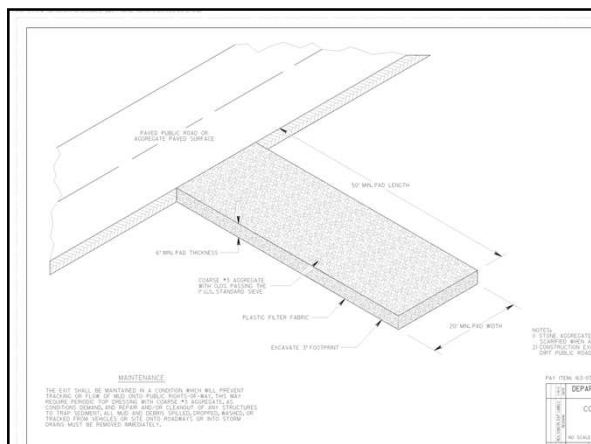 PAVED PUBLIC ROAD OR
AGGREGATE PAVED SURFACE
50' MIN. PAD LENGTH
6" MIN. PAD THICKNESS
COARSE #3 AGGREGATE
WITH PASSING THE
STANDARD SIEVE
PLASTIC FILTER FABRIC
EXCAVATE 3" FOOTPRINT
20' MIN. PAD WIDTH
NOTES:
STONE AGGREGATE
SCARIFIED WHEN A
2) CONSTRUCTION EX
DIRT PUBLIC ROAD
MAINTENANCE
THE EXIT SHALL BE MAINTAINED IN A CONDITION WHICH WILL PREVENT
TRACKING OR FLOW OF MUD ONTO PUBLIC RIGHTS-OF-WAY. THIS MAY
REQUIRE PERIODIC TOP DRESSING WITH COARSE #3 AGGREGATE, AS
CONDITIONS DEMAND, AND REPAIR AND/OR CLEANOUT OF ANY STRUCTURES
TO TRAP SEDIMENT. ALL MUD AND DEBRIS SPILLED, DROPPED, WASHED, OR
TRACKED FROM VEHICLES OR SITE ONTO ROADWAYS OR INTO STORM
DRAINS MUST BE REMOVED IMMEDIATELY.
PAY ITEM
DEPAR
CO
NO SCALE